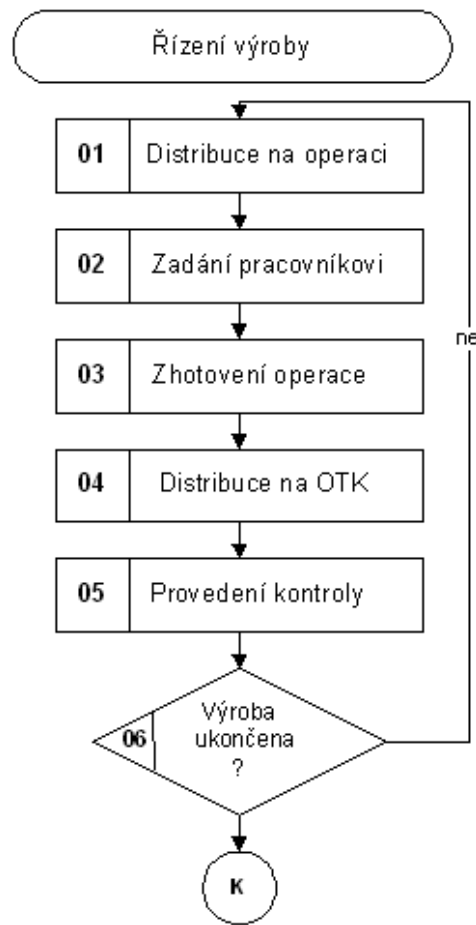 Řízení výroby
01 Distribuce na operaci
02 Zadání pracovníkovi
ne
03 Zhotovení operace
04 Distribuce na OTK
05 Provedení kontroly
Výroba
06 ukončena
?
K